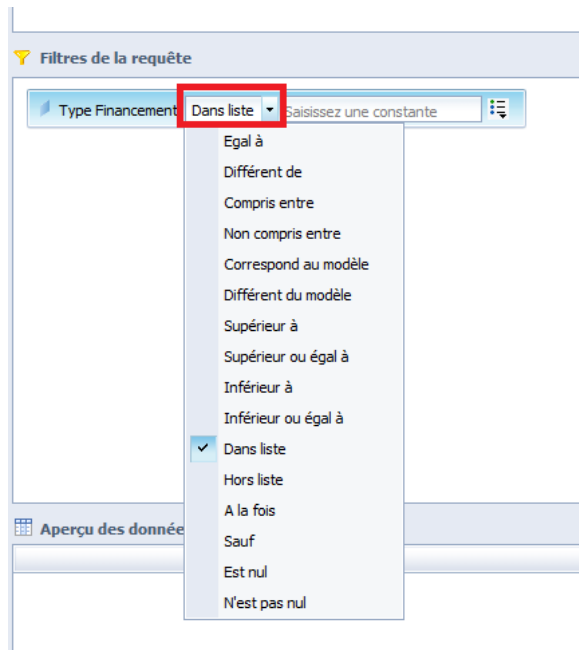 Filtres de la requête
Type Financement Dans liste Saisissez une constante
Egal à
Différent de
Compris entre
Non compris entre
Correspond au modèle
Différent du modèle
Supérieur à
Supérieur ou égal à
Inférieur à
Inférieur ou égal à
Dans liste
Hors liste
A la fois
Aperçu des donnée
Sauf
Est nul
N'est pas nul